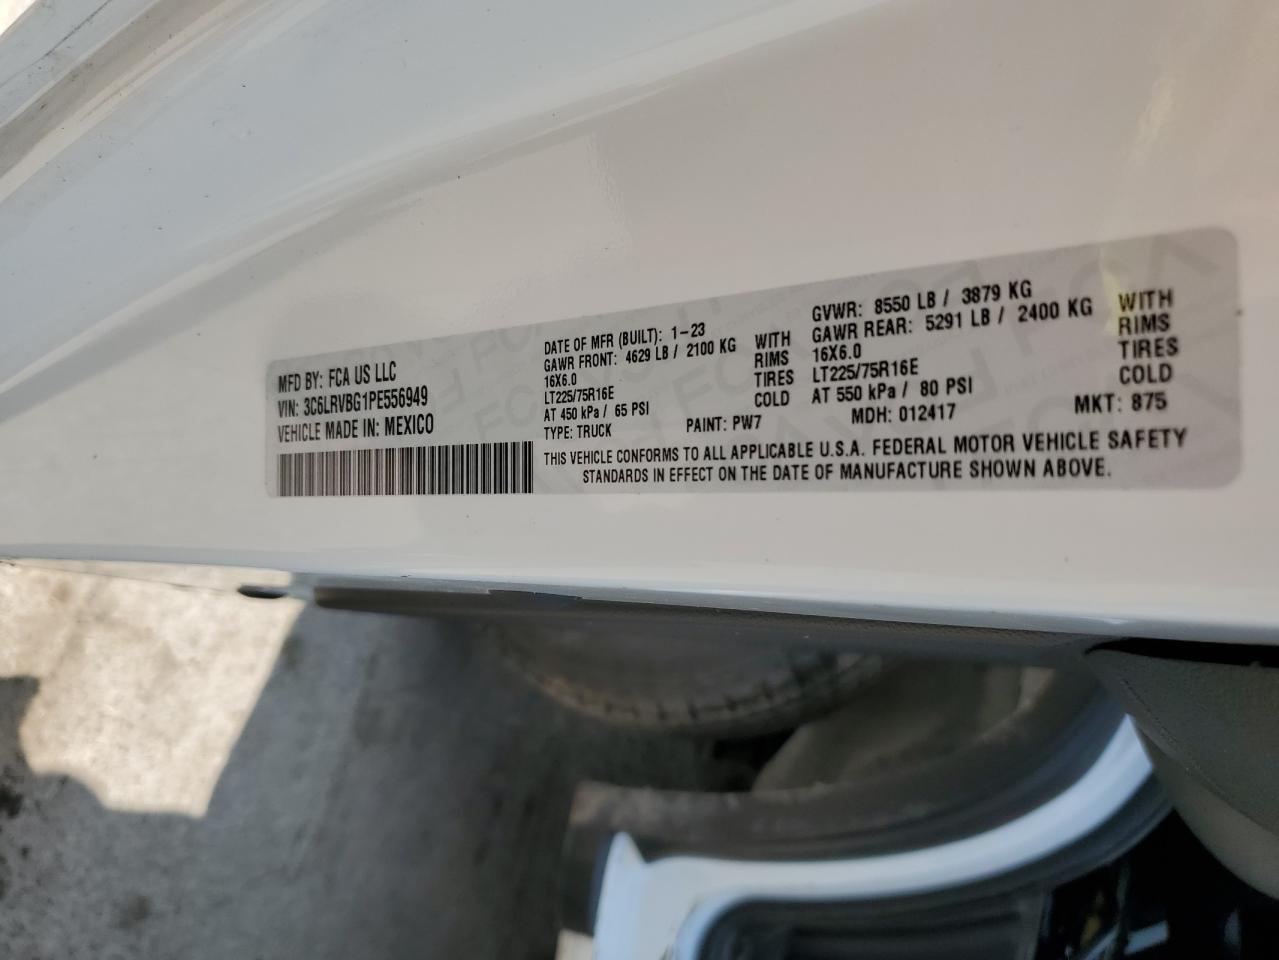 MFD BY: FCA US LLC
VIN: 3C6LRVBG1PE556949
VEHICLE MADE IN: MEXICO
DATE OF MFR (BUILT): 1-23
GAWR FRONT: 4629 LB / 2100 KG WITH
16X6.0 RIMS
LT225/75R16E TIRES
AT 450 kPa / 65 PSI COLD
TYPE: TRUCK PAINT: PW7
GVWR: 8550 LB / 3879 KG
GAWR REAR: 5291 LB / 2400 KG WITH
16X6.0 RIMS
LT225/75R16E TIRES
AT 550 kPa / 80 PSI COLD
MDH: 012417 MKT: 875
THIS VEHICLE CONFORMS TO ALL APPLICABLE U.S.A. FEDERAL MOTOR VEHICLE SAFETY
STANDARDS IN EFFECT ON THE DATE OF MANUFACTURE SHOWN ABOVE.